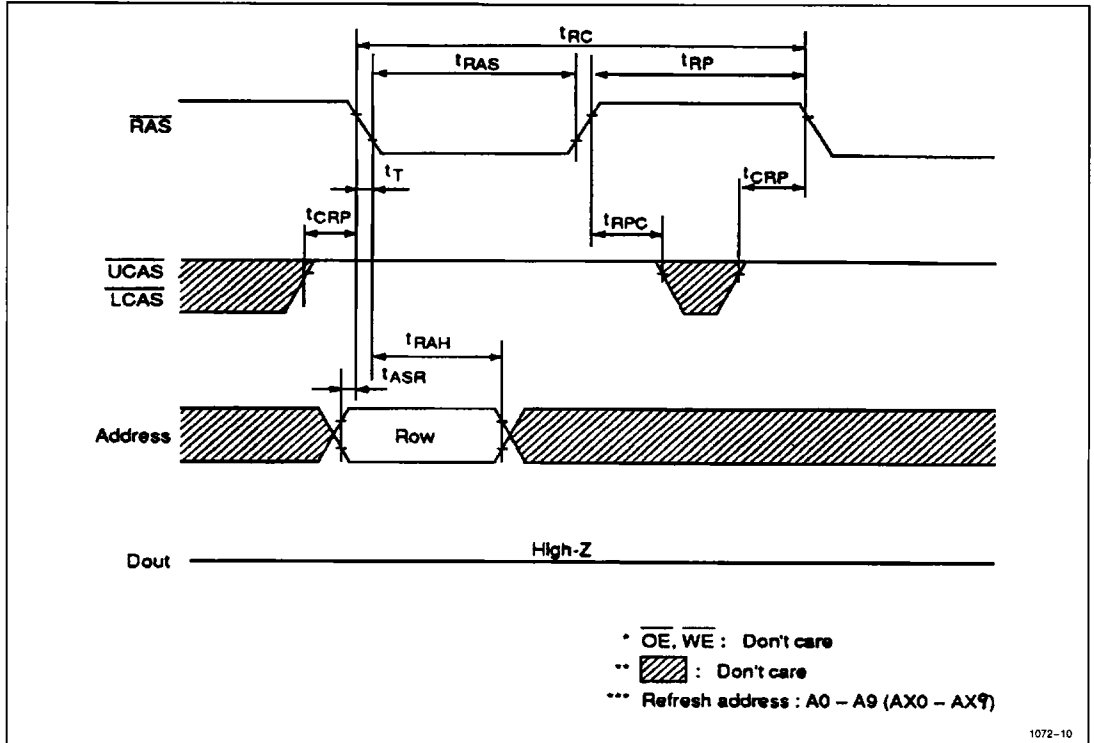 tRC
tRAS
tRP
RAS
tT
tCRP
tCRP
tRPC
UCAS
LCAS
tRAH
tASR
Address
Row
Dout
High-Z
* OE, WE : Don't care
** : Don't care
*** Refresh address : A0 – A9 (AX0 – AX9)
1072-10